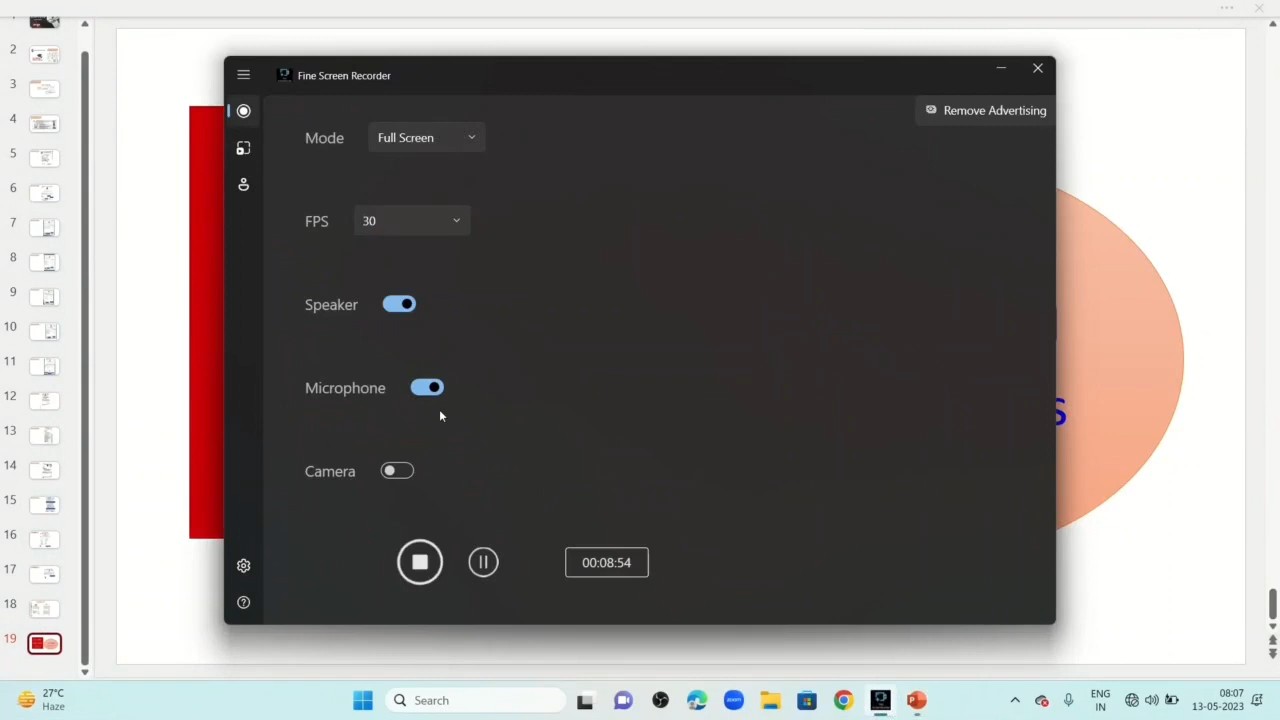 Fine Screen Recorder
Remove Advertising
Mode Full Screen
FPS 30
Speaker
Microphone
Camera
00:08:54
s
2
3
4
5
6
7
8
9
10
11
12
13
14
15
16
17
18
19
27°C
Haze
Search
zoom
ENG
IN
08:07
13-05-2023